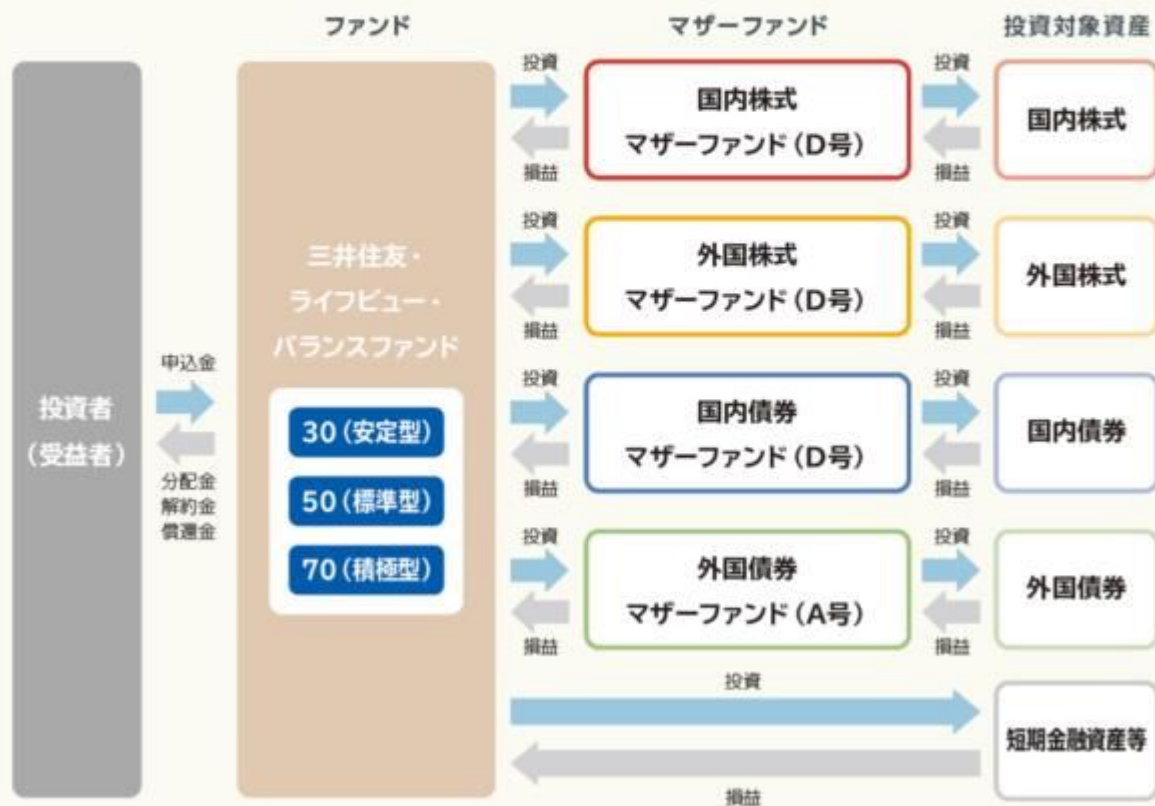 ファンド
マザーファンド
投資対象資産
投資者
(受益者)
申込金
分配金
解約金
償還金
三井住友・
ライフビュー・
バランスファンド
30(安定型)
50(標準型)
70(積極型)
投資
損益
国内株式
マザーファンド(D号)
投資
損益
国内株式
投資
損益
外国株式
マザーファンド(D号)
投資
損益
外国株式
投資
損益
国内債券
マザーファンド(D号)
投資
損益
国内債券
投資
損益
外国債券
マザーファンド(A号)
投資
損益
外国債券
投資
損益
短期金融資産等